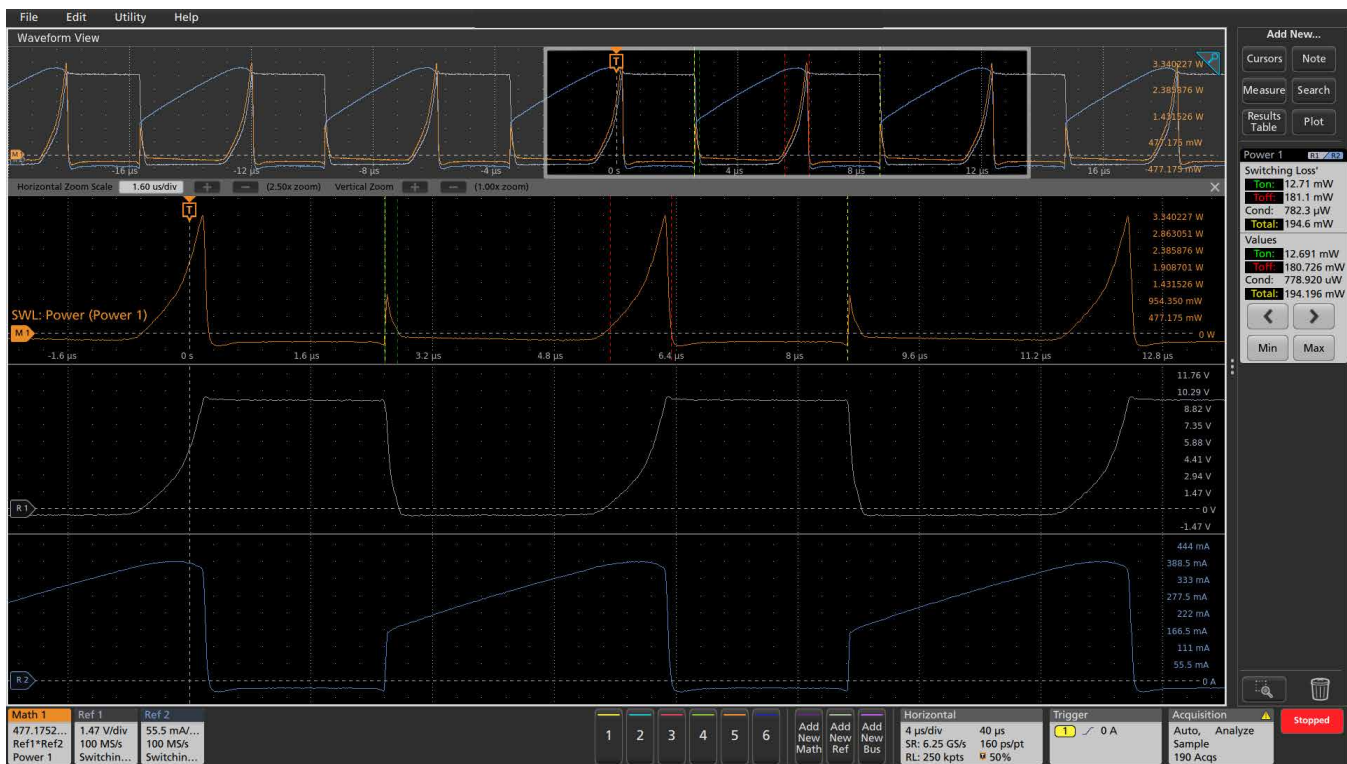 File Edit Utility Help
Waveform View
Add New...
Cursors Note
Measure Search
Results Table Plot
T
3.340227 W
2.385876 W
1.431526 W
477.175 mW
-477.175 mW
M
-16 µs -12 µs -8 µs -4 µs 0 s 4 µs 8 µs 12 µs 16 µs
Horizontal Zoom Scale 1.60 us/div + − (2.50x zoom) Vertical Zoom + − (1.00x zoom)
T
3.340227 W
2.863051 W
2.385876 W
1.908701 W
1.431526 W
954.350 mW
477.175 mW
0 W
SWL: Power (Power 1)
M 1
-1.6 µs 0 s 1.6 µs 3.2 µs 4.8 µs 6.4 µs 8 µs 9.6 µs 11.2 µs 12.8 µs
11.76 V
10.29 V
8.82 V
7.35 V
5.88 V
4.41 V
2.94 V
1.47 V
0 V
-1.47 V
R 1
444 mA
388.5 mA
333 mA
277.5 mA
222 mA
166.5 mA
111 mA
55.5 mA
0 A
R 2
Power 1 R1 / R2
Switching Loss'
Ton: 12.71 mW
Toff: 181.1 mW
Cond: 782.3 µW
Total: 194.6 mW
Values
Ton: 12.691 mW
Toff: 180.726 mW
Cond: 778.920 uW
Total: 194.196 mW
Min Max
Math 1
477.1752...
Ref1*Ref2
Power 1
Ref 1
1.47 V/div
100 MS/s
Switchin...
Ref 2
55.5 mA/...
100 MS/s
Switchin...
1 2 3 4 5 6
Add New Math
Add New Ref
Add New Bus
Horizontal
4 µs/div 40 µs
SR: 6.25 GS/s 160 ps/pt
RL: 250 kpts 50%
Trigger
1 0 A
Acquisition
Auto, Analyze
Sample
190 Acqs
Stopped